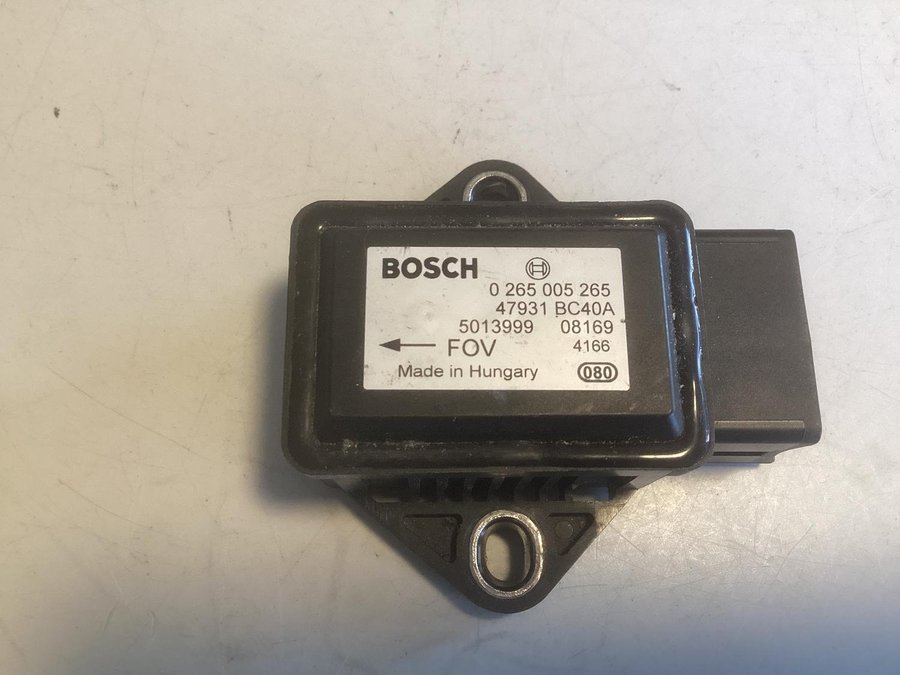 BOSCH
0 265 005 265
47931 BC40A
5013999 08169
FOV 4166
Made in Hungary 080